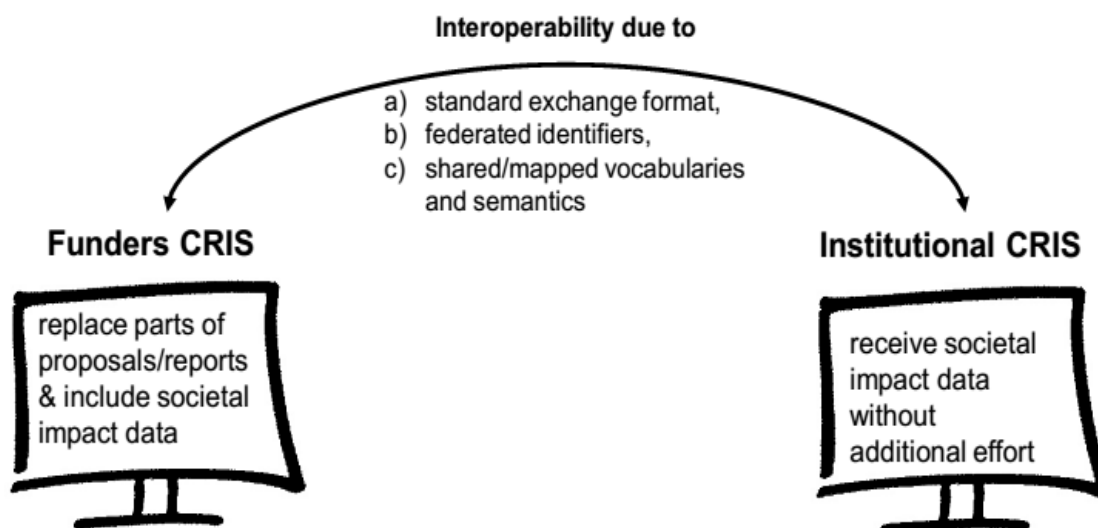 Interoperability due to
a) standard exchange format,
b) federated identifiers,
c) shared/mapped vocabularies
and semantics
Funders CRIS
replace parts of
proposals/reports
& include societal
impact data
Institutional CRIS
receive societal
impact data
without
additional effort